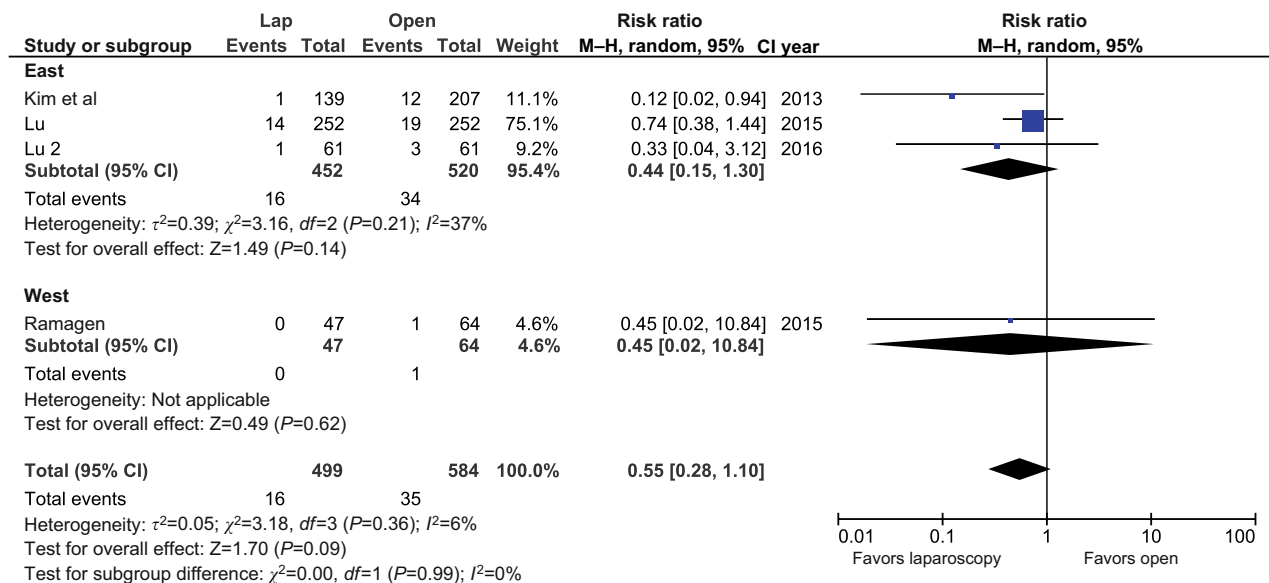 Lap Open Risk ratio Risk ratio
Study or subgroup Events Total Events Total Weight M–H, random, 95% CI year M–H, random, 95%
East
Kim et al 1 139 12 207 11.1% 0.12 [0.02, 0.94] 2013
Lu 14 252 19 252 75.1% 0.74 [0.38, 1.44] 2015
Lu 2 1 61 3 61 9.2% 0.33 [0.04, 3.12] 2016
Subtotal (95% CI) 452 520 95.4% 0.44 [0.15, 1.30]
Total events 16 34
Heterogeneity: τ²=0.39; χ²=3.16, df=2 (P=0.21); I²=37%
Test for overall effect: Z=1.49 (P=0.14)
West
Ramagen 0 47 1 64 4.6% 0.45 [0.02, 10.84] 2015
Subtotal (95% CI) 47 64 4.6% 0.45 [0.02, 10.84]
Total events 0 1
Heterogeneity: Not applicable
Test for overall effect: Z=0.49 (P=0.62)
Total (95% CI) 499 584 100.0% 0.55 [0.28, 1.10]
Total events 16 35
Heterogeneity: τ²=0.05; χ²=3.18, df=3 (P=0.36); I²=6%
Test for overall effect: Z=1.70 (P=0.09)
Test for subgroup difference: χ²=0.00, df=1 (P=0.99); I²=0%
0.01 0.1 1 10 100
Favors laparoscopy Favors open